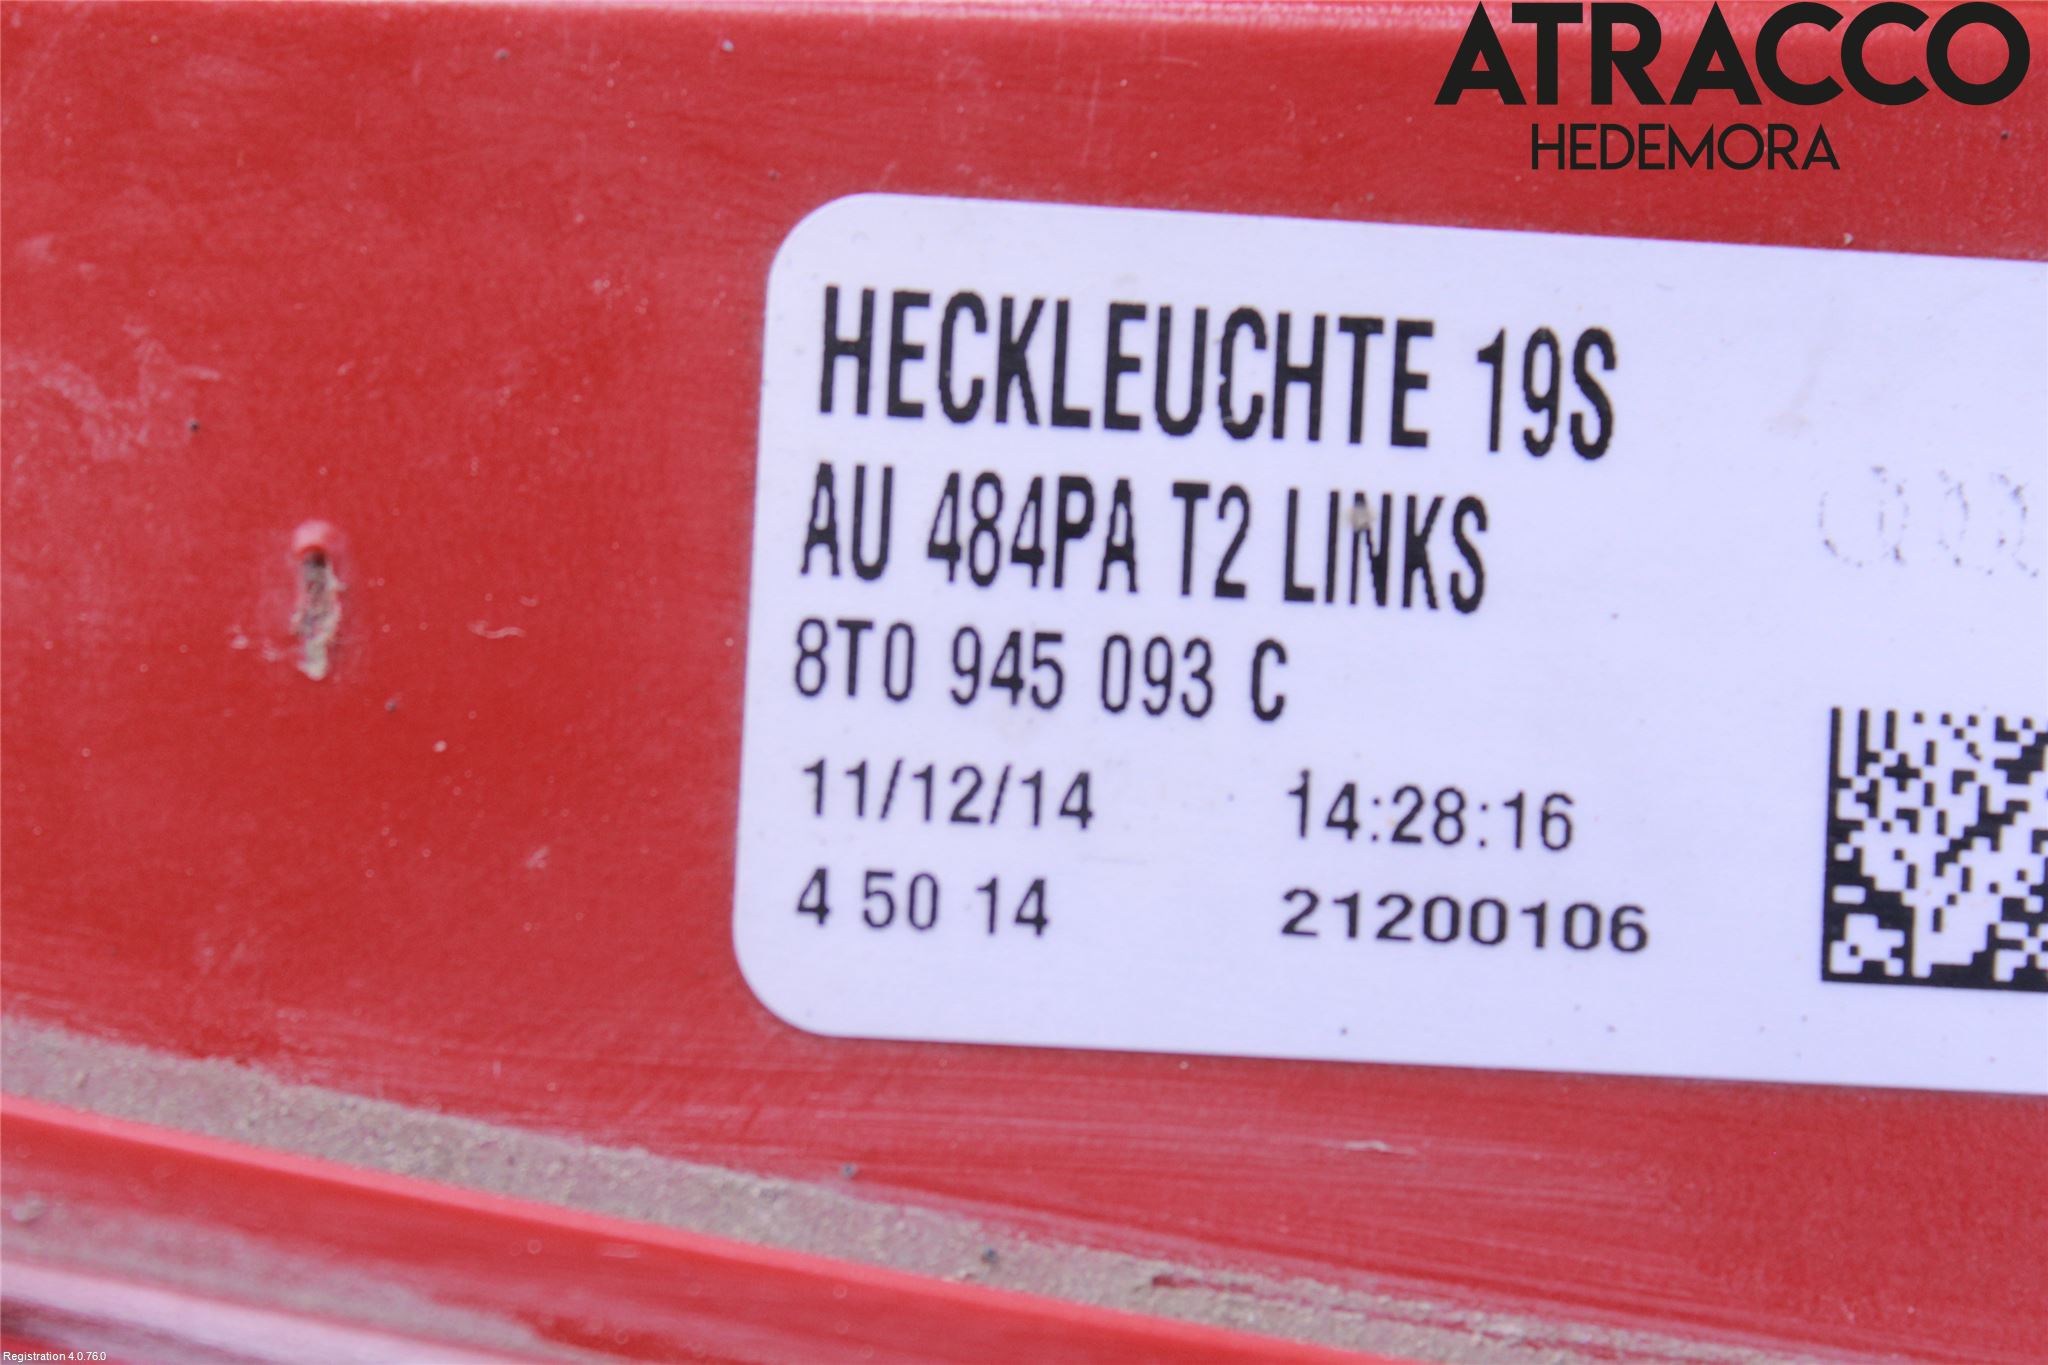 ATRACCO
HEDEMORA
HECKLEUCHTE 19S
AU 484PA T2 LINKS
8T0 945 093 C
11/12/14 14:28:16
4 50 14 21200106
Registration 4.0.76.0